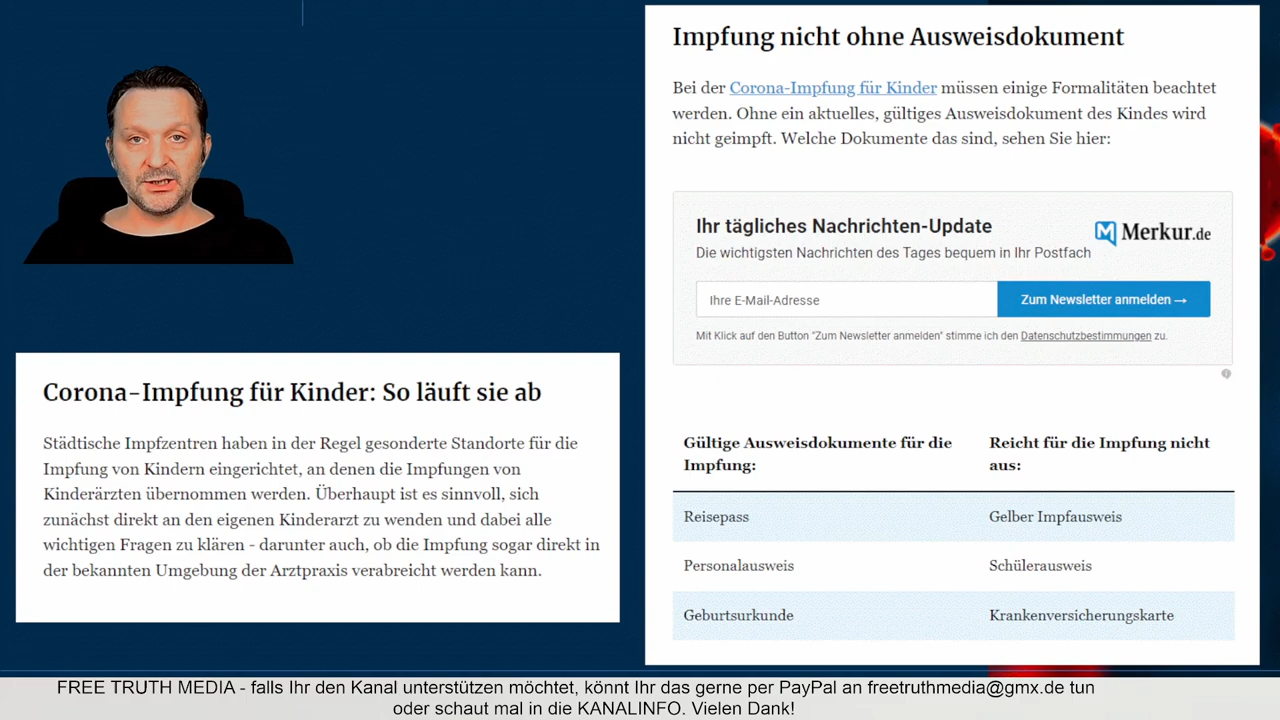 Corona-Impfung für Kinder: So läuft sie ab
Städtische Impfzentren haben in der Regel gesonderte Standorte für die
Impfung von Kindern eingerichtet, an denen die Impfungen von
Kinderärzten übernommen werden. Überhaupt ist es sinnvoll, sich
zunächst direkt an den eigenen Kinderarzt zu wenden und dabei alle
wichtigen Fragen zu klären - darunter auch, ob die Impfung sogar direkt in
der bekannten Umgebung der Arztpraxis verabreicht werden kann.
Impfung nicht ohne Ausweisdokument
Bei der Corona-Impfung für Kinder müssen einige Formalitäten beachtet
werden. Ohne ein aktuelles, gültiges Ausweisdokument des Kindes wird
nicht geimpft. Welche Dokumente das sind, sehen Sie hier:
Ihr tägliches Nachrichten-Update
Merkur.de
Die wichtigsten Nachrichten des Tages bequem in Ihr Postfach
Ihre E-Mail-Adresse
Zum Newsletter anmelden →
Mit Klick auf den Button "Zum Newsletter anmelden" stimme ich den Datenschutzbestimmungen zu.
Gültige Ausweisdokumente für die
Impfung:
Reicht für die Impfung nicht
aus:
Reisepass
Gelber Impfausweis
Personalausweis
Schülerausweis
Geburtsurkunde
Krankenversicherungskarte
FREE TRUTH MEDIA - falls Ihr den Kanal unterstützen möchtet, könnt Ihr das gerne per PayPal an freetruthmedia@gmx.de tun
oder schaut mal in die KANALINFO. Vielen Dank!